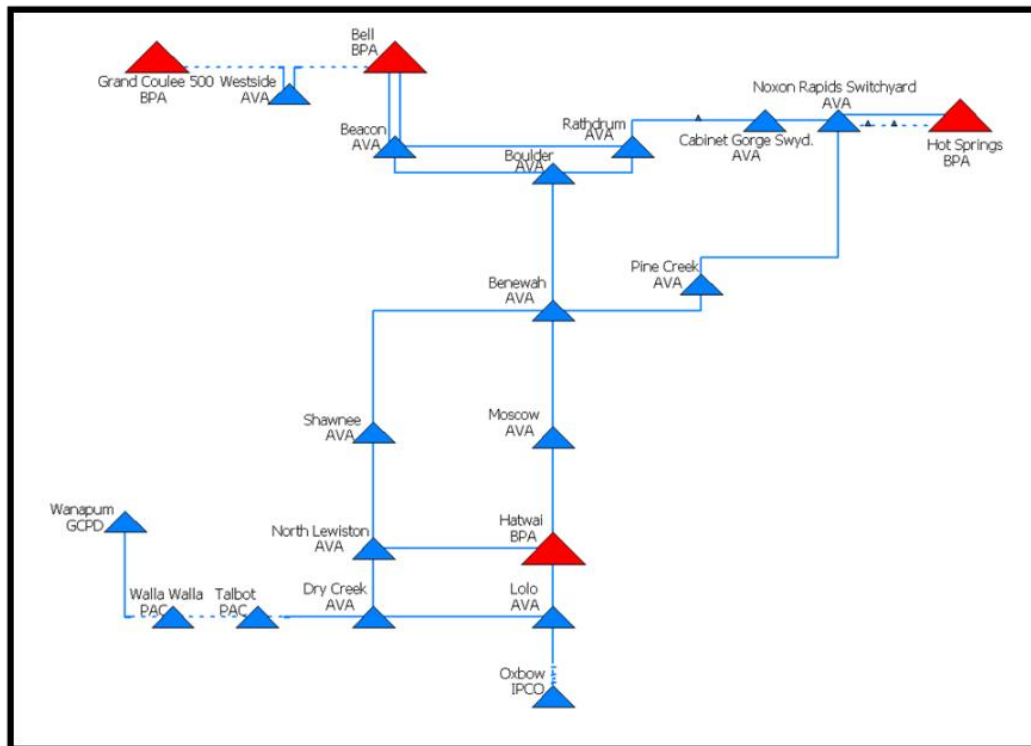 Bell
BPA
Grand Coulee 500
BPA
Westside
AVA
Noxon Rapids Switchyard
AVA
Beacon
AVA
Rathdrum
AVA
Cabinet Gorge Swyd.
AVA
Hot Springs
BPA
Boulder
AVA
Pine Creek
AVA
Benewah
AVA
Shawnee
AVA
Moscow
AVA
Wanapum
GCPD
North Lewiston
AVA
Hatwai
BPA
Walla Walla
PAC
Talbot
PAC
Dry Creek
AVA
Lolo
AVA
Oxbow
IPCO